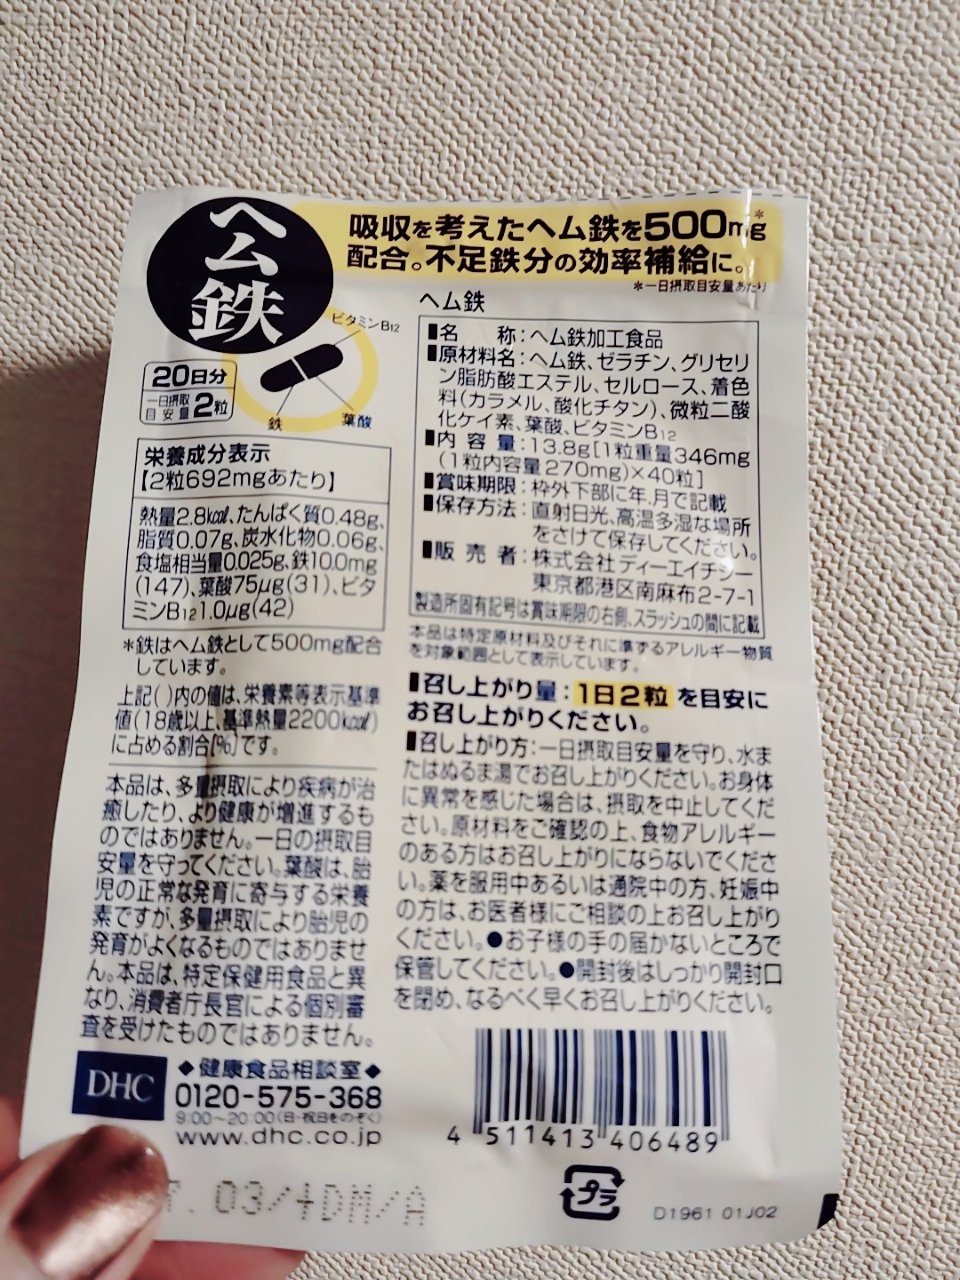 ヘム鉄
吸収を考えたヘム鉄を500mg*
配合。不足鉄分の効率補給に。
*一日摂取目安量あたり
ビタミンB12
鉄
葉酸
20日分
一日摂取
目安量 2粒
栄養成分表示
【2粒692mgあたり】
熱量2.8kcal、たんぱく質0.48g、
脂質0.07g、炭水化物0.06g、
食塩相当量0.025g、鉄10.0mg
(147)、葉酸75μg(31)、ビタ
ミンB12 1.0μg(42)
*鉄はヘム鉄として500mg配合
しています。
上記( )内の値は、栄養素等表示基準
値(18歳以上、基準熱量2200kcal)
に占める割合[%]です。
本品は、多量摂取により疾病が治
癒したり、より健康が増進するも
のではありません。一日の摂取目
安量を守ってください。葉酸は、胎
児の正常な発育に寄与する栄養
素ですが、多量摂取により胎児の
発育がよくなるものではありませ
ん。本品は、特定保健用食品と異
なり、消費者庁長官による個別審
査を受けたものではありません。
ヘム鉄
■名 称:ヘム鉄加工食品
■原材料名:ヘム鉄、ゼラチン、グリセリ
ン脂肪酸エステル、セルロース、着色
料(カラメル、酸化チタン)、微粒二酸
化ケイ素、葉酸、ビタミンB12
■内 容 量:13.8g[1粒重量346mg
(1粒内容量270mg)×40粒]
■賞味期限:枠外下部に年.月で記載
■保存方法:直射日光、高温多湿な場所
をさけて保存してください。
■販 売 者:株式会社ディーエイチシー
東京都港区南麻布2-7-1
製造所固有記号は賞味期限の右側、スラッシュの間に記載
本品は特定原材料及びそれに準ずるアレルギー物質
を対象範囲として表示しています。
■召し上がり量:1日2粒を目安に
お召し上がりください。
■召し上がり方:一日摂取目安量を守り、水ま
たはぬるま湯でお召し上がりください。お身体
に異常を感じた場合は、摂取を中止してくだ
さい。原材料をご確認の上、食物アレルギー
のある方はお召し上がりにならないでくださ
い。薬を服用中あるいは通院中の方、妊娠中
の方は、お医者様にご相談の上お召し上がり
ください。●お子様の手の届かないところで
保管してください。●開封後はしっかり開封口
を閉め、なるべく早くお召し上がりください。
DHC
◆健康食品相談室◆
0120-575-368
9:00~20:00(日・祝日をのぞく)
www.dhc.co.jp
4 511413 406489
プラ
D1961 01J02
03/+DM/A